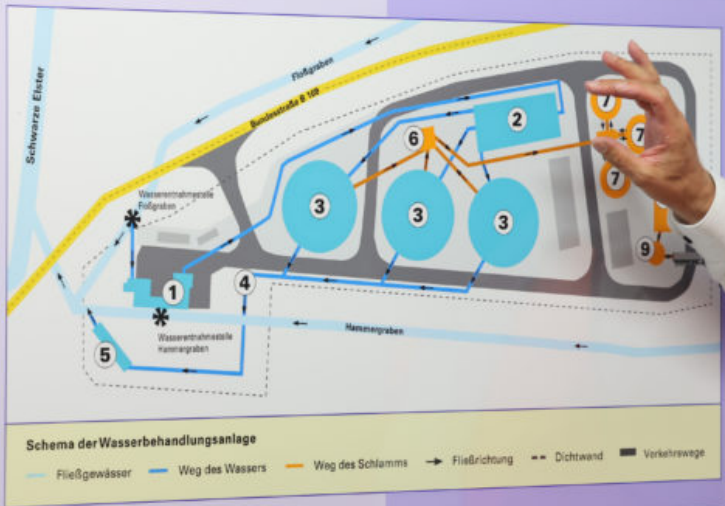 Schwarze Elster
Floßgraben
Bundesstraße B 169
Wasserentnahmestelle
Floßgraben
7
7
7
2
6
3
3
3
9
4
1
5
Wasserentnahmestelle
Hammergraben
Hammergraben
Schema der Wasserbehandlungsanlage
Fließgewässer
Weg des Wassers
Weg des Schlamms
Fließrichtung
Dichtwand
Verkehrswege